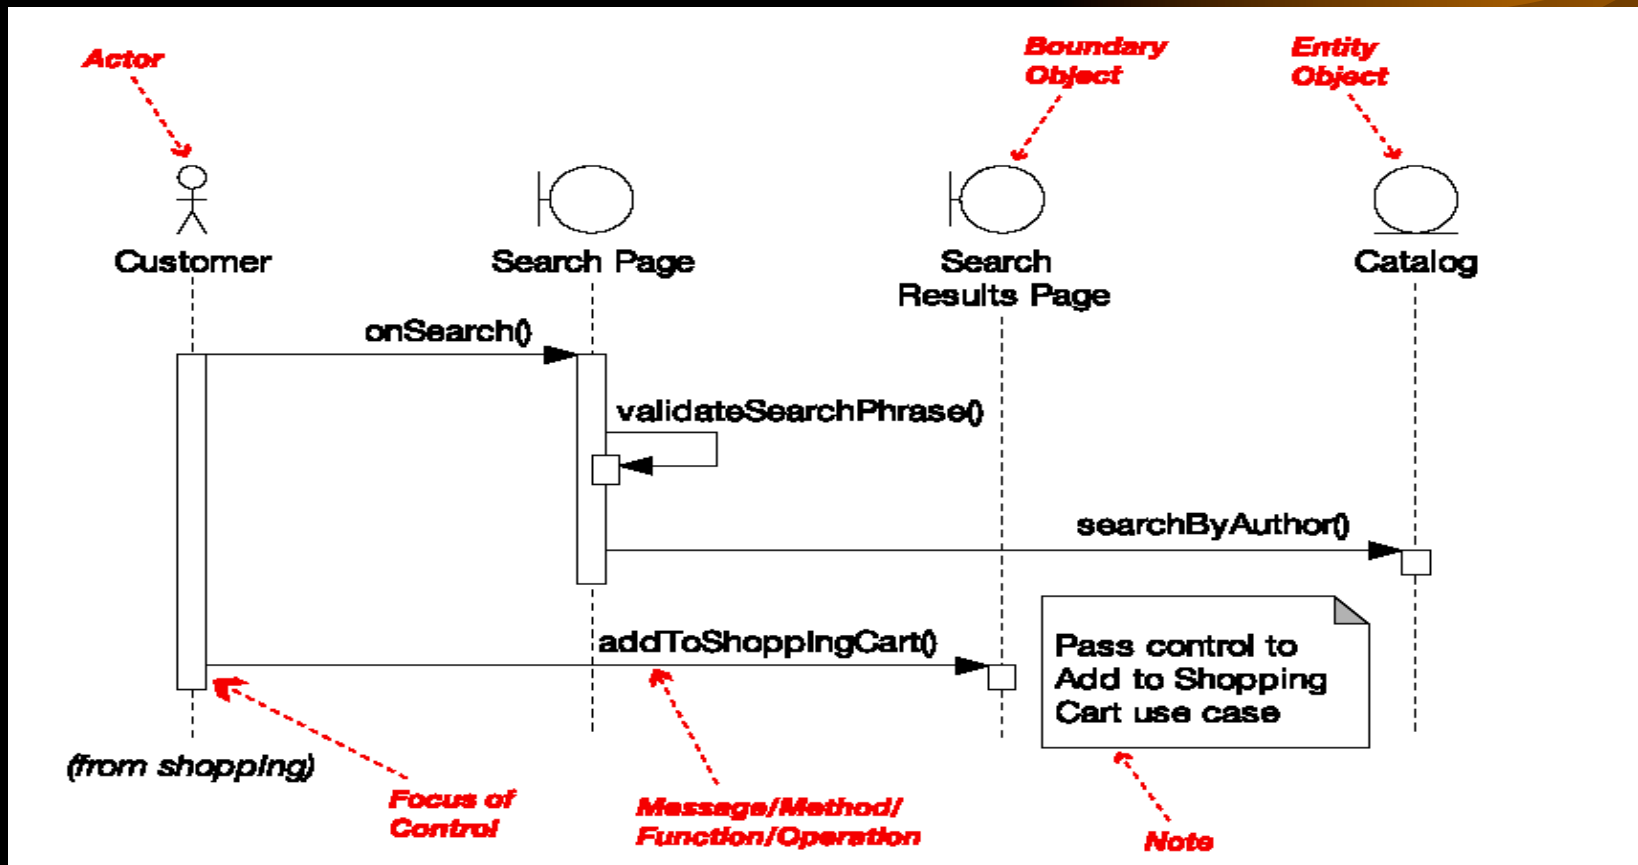 Actor
Boundary
Object
Entity
Object
Customer
Search Page
Search
Results Page
Catalog
onSearch()
validateSearchPhrase()
searchByAuthor()
addToShoppingCart()
Pass control to
Add to Shopping
Cart use case
(from shopping)
Focus of
Control
Message/Method/
Function/Operation
Note